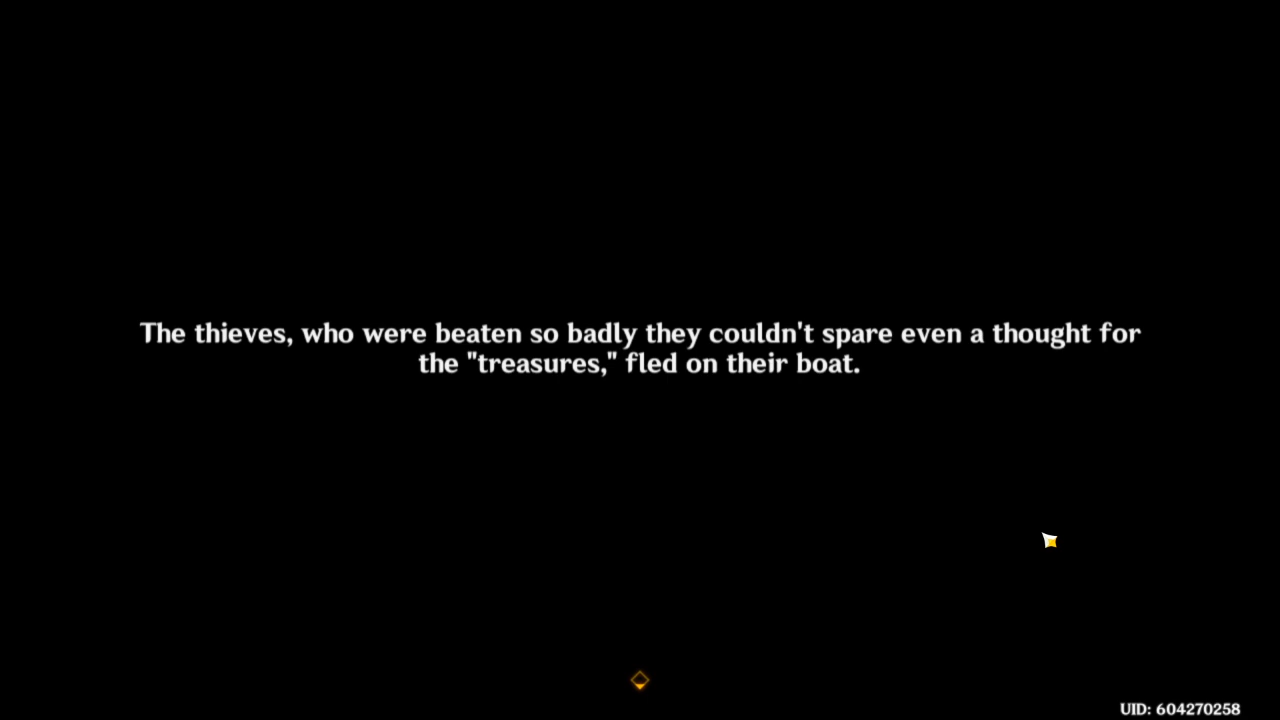 The thieves, who were beaten so badly they couldn't spare even a thought for
the "treasures," fled on their boat.
UID: 604270258